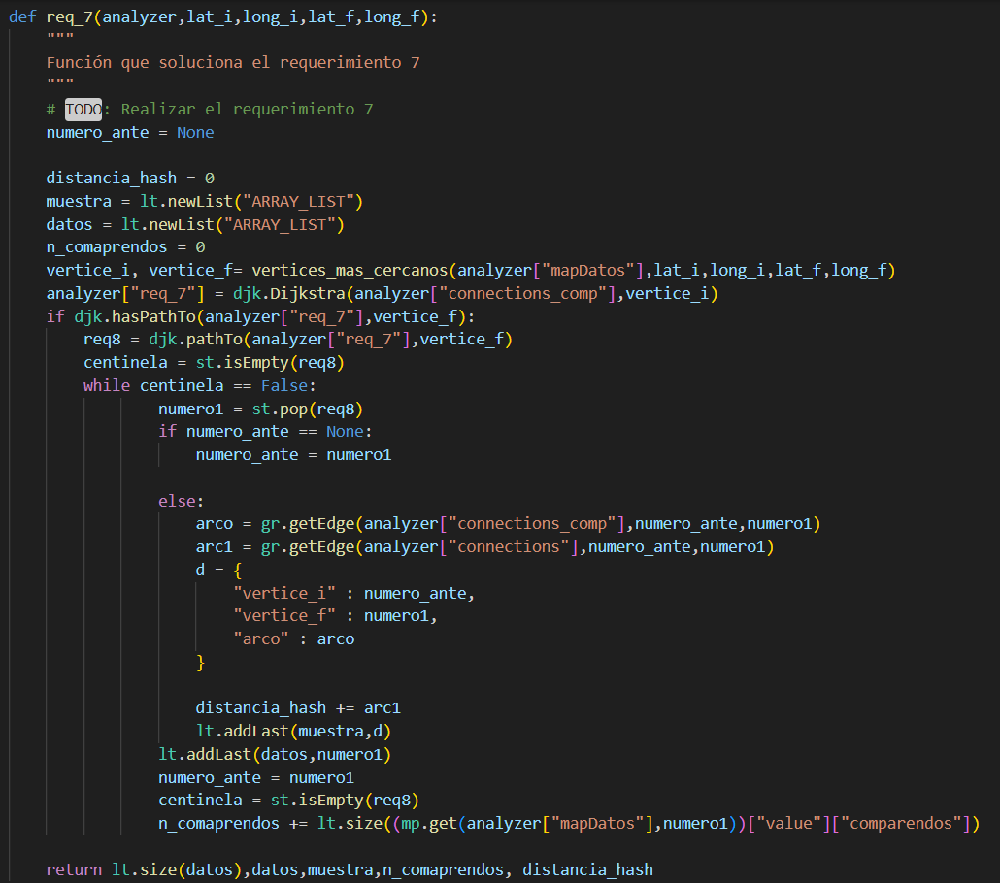 def req_7(analyzer,lat_i,long_i,lat_f,long_f):
    """
    Función que soluciona el requerimiento 7
    """
    # TODO: Realizar el requerimiento 7
    numero_ante = None

    distancia_hash = 0
    muestra = lt.newList("ARRAY_LIST")
    datos = lt.newList("ARRAY_LIST")
    n_comaprendos = 0
    vertice_i, vertice_f= vertices_mas_cercanos(analyzer["mapDatos"],lat_i,long_i,lat_f,long_f)
    analyzer["req_7"] = djk.Dijkstra(analyzer["connections_comp"],vertice_i)
    if djk.hasPathTo(analyzer["req_7"],vertice_f):
        req8 = djk.pathTo(analyzer["req_7"],vertice_f)
        centinela = st.isEmpty(req8)
        while centinela == False:
                numero1 = st.pop(req8)
                if numero_ante == None:
                    numero_ante = numero1

                else:
                    arco = gr.getEdge(analyzer["connections_comp"],numero_ante,numero1)
                    arc1 = gr.getEdge(analyzer["connections"],numero_ante,numero1)
                    d = {
                        "vertice_i" : numero_ante,
                        "vertice_f" : numero1,
                        "arco" : arco
                    }

                    distancia_hash += arc1
                    lt.addLast(muestra,d)
                lt.addLast(datos,numero1)
                numero_ante = numero1
                centinela = st.isEmpty(req8)
                n_comaprendos += lt.size((mp.get(analyzer["mapDatos"],numero1))["value"]["comparendos"])

    return lt.size(datos),datos,muestra,n_comaprendos, distancia_hash